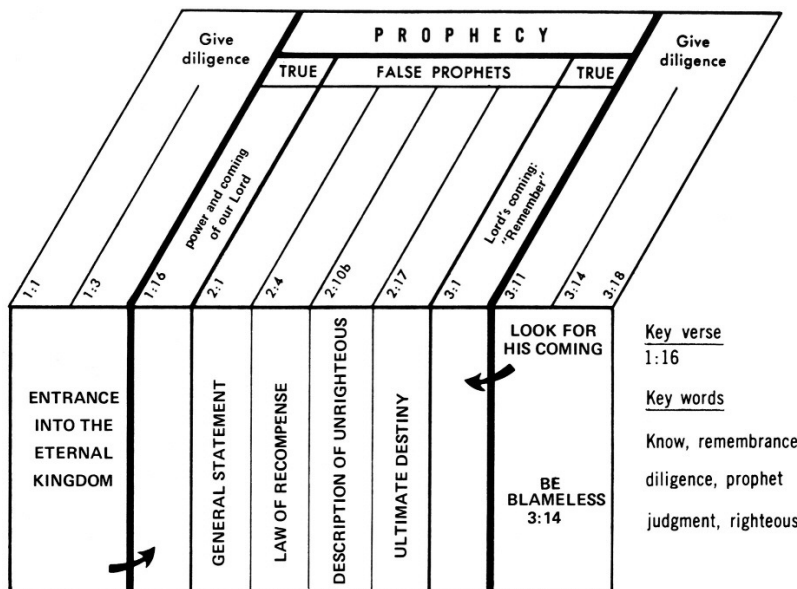 Give
diligence
PROPHECY
TRUE
FALSE PROPHETS
TRUE
Give
diligence
power and coming
of our Lord
Lord's coming:
"Remember"
1:1
1:3
1:16
2:1
2:4
2:10b
2:17
3:1
3:11
3:14
3:18
ENTRANCE
INTO THE
ETERNAL
KINGDOM
GENERAL STATEMENT
LAW OF RECOMPENSE
DESCRIPTION OF UNRIGHTEOUS
ULTIMATE DESTINY
LOOK FOR
HIS COMING
BE
BLAMELESS
3:14
Key verse
1:16
Key words
Know, remembrance
diligence, prophet
judgment, righteous